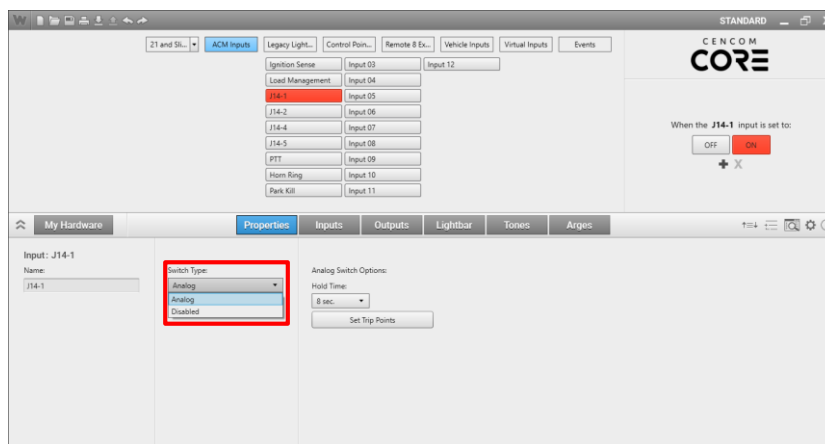 W STANDARD
21 and Sli... ACM Inputs Legacy Light... Control Poin... Remote 8 Ex... Vehicle Inputs Virtual Inputs Events
Ignition Sense Input 03 Input 12
Load Management Input 04
J14-1 Input 05
J14-2 Input 06
J14-4 Input 07
J14-5 Input 08
PTT Input 09
Horn Ring Input 10
Park Kill Input 11
CENCOM
CORE
When the J14-1 input is set to:
OFF ON
My Hardware Properties Inputs Outputs Lightbar Tones Arges
Input: J14-1
Name:
J14-1
Switch Type:
Analog
Analog
Disabled
Analog Switch Options:
Hold Time:
8 sec.
Set Trip Points